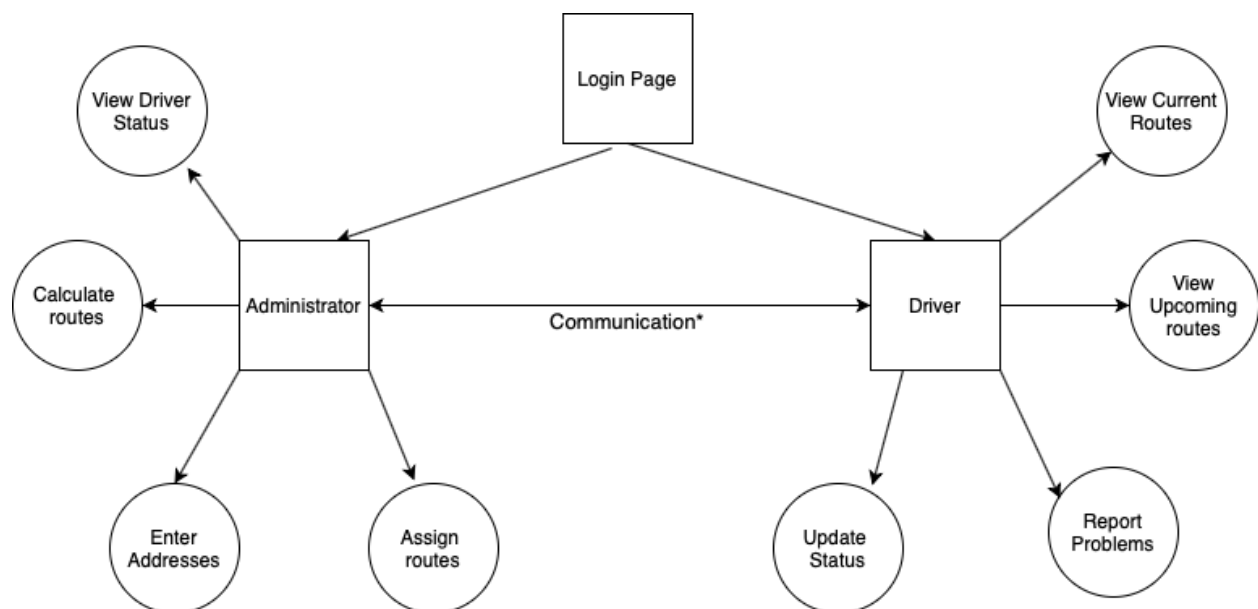 Login Page
View Driver
Status
View Current
Routes
Calculate
routes
Administrator
Communication*
Driver
View
Upcoming
routes
Enter
Addresses
Assign
routes
Update
Status
Report
Problems